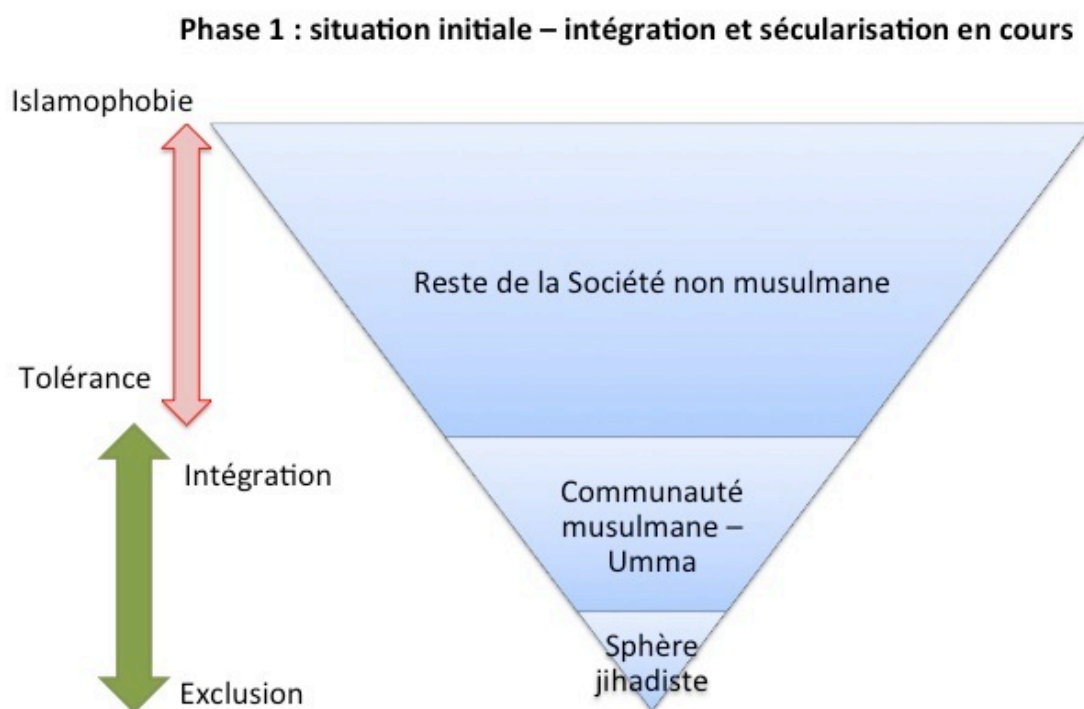 Phase 1 : situation initiale – intégration et sécularisation en cours
Islamophobie
Reste de la Société non musulmane
Tolérance
Intégration
Communauté
musulmane –
Umma
Sphère
jihadiste
Exclusion